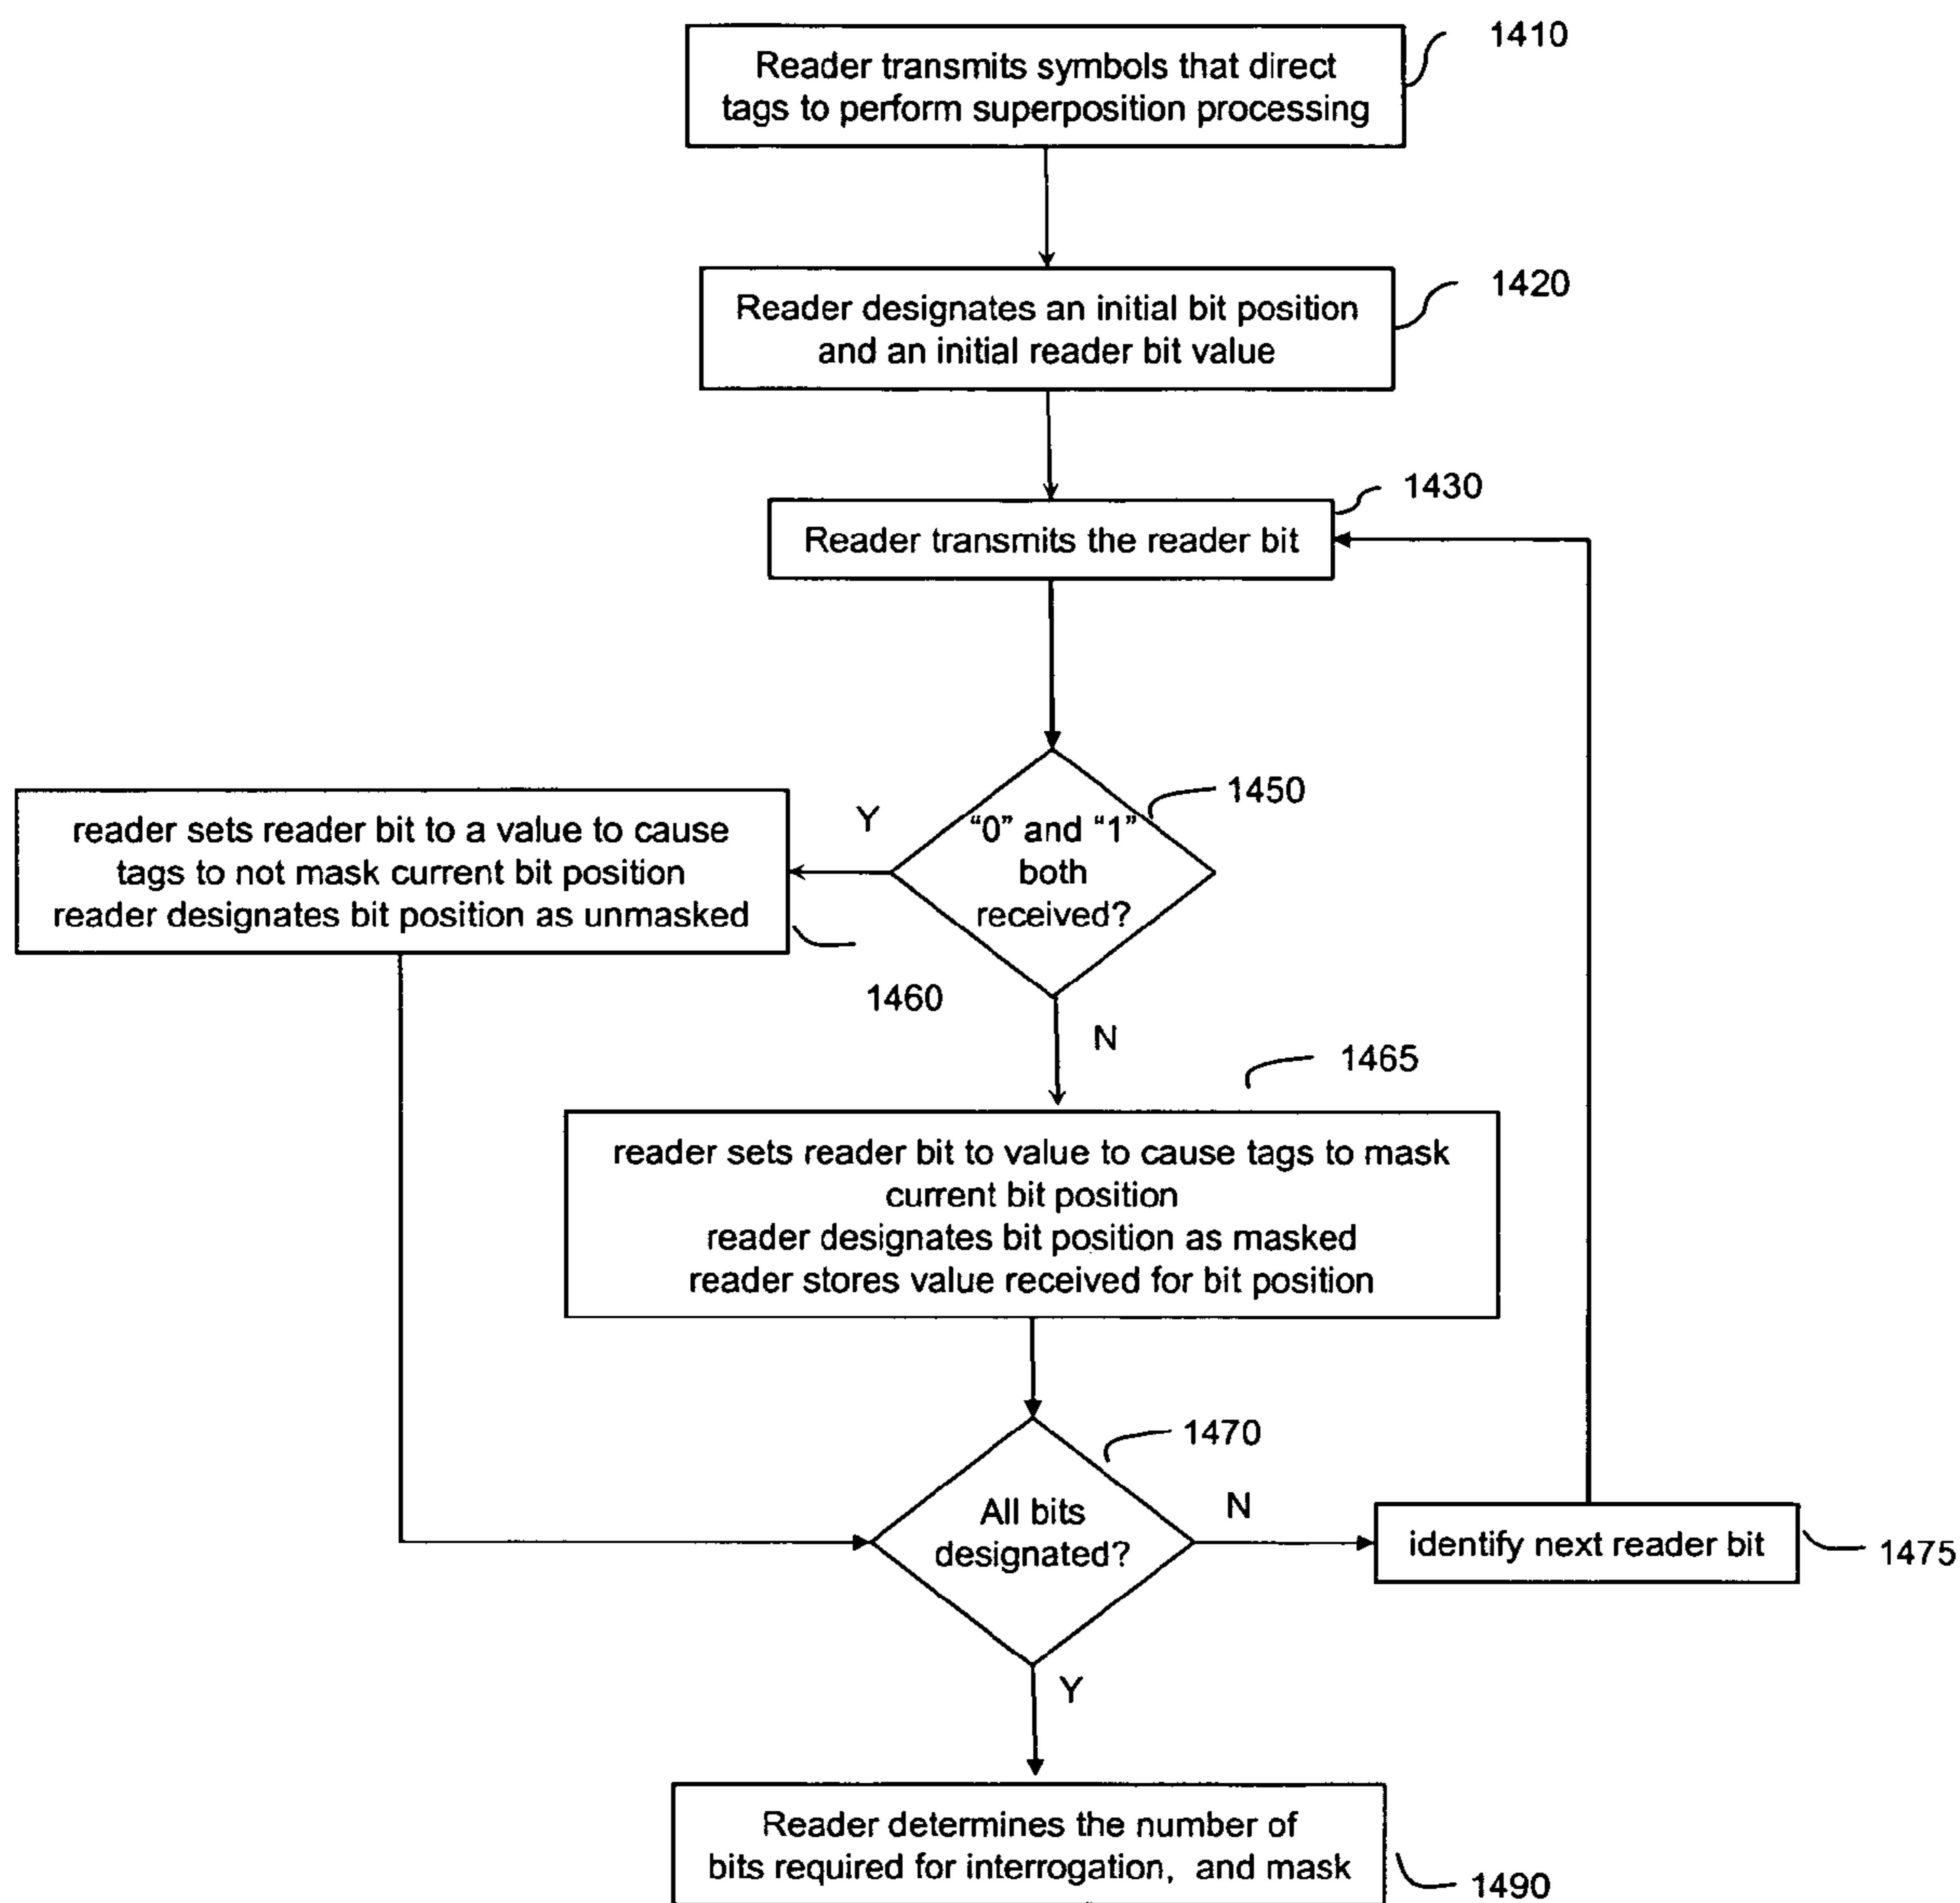 1410
Reader transmits symbols that direct
tags to perform superposition processing
1420
Reader designates an initial bit position
and an initial reader bit value
1430
Reader transmits the reader bit
1450
“0” and “1”
both
received?
Y
reader sets reader bit to a value to cause
tags to not mask current bit position
reader designates bit position as unmasked
1460
N
1465
reader sets reader bit to value to cause tags to mask
current bit position
reader designates bit position as masked
reader stores value received for bit position
1470
All bits
designated?
N
identify next reader bit
1475
Y
Reader determines the number of
bits required for interrogation, and mask
1490